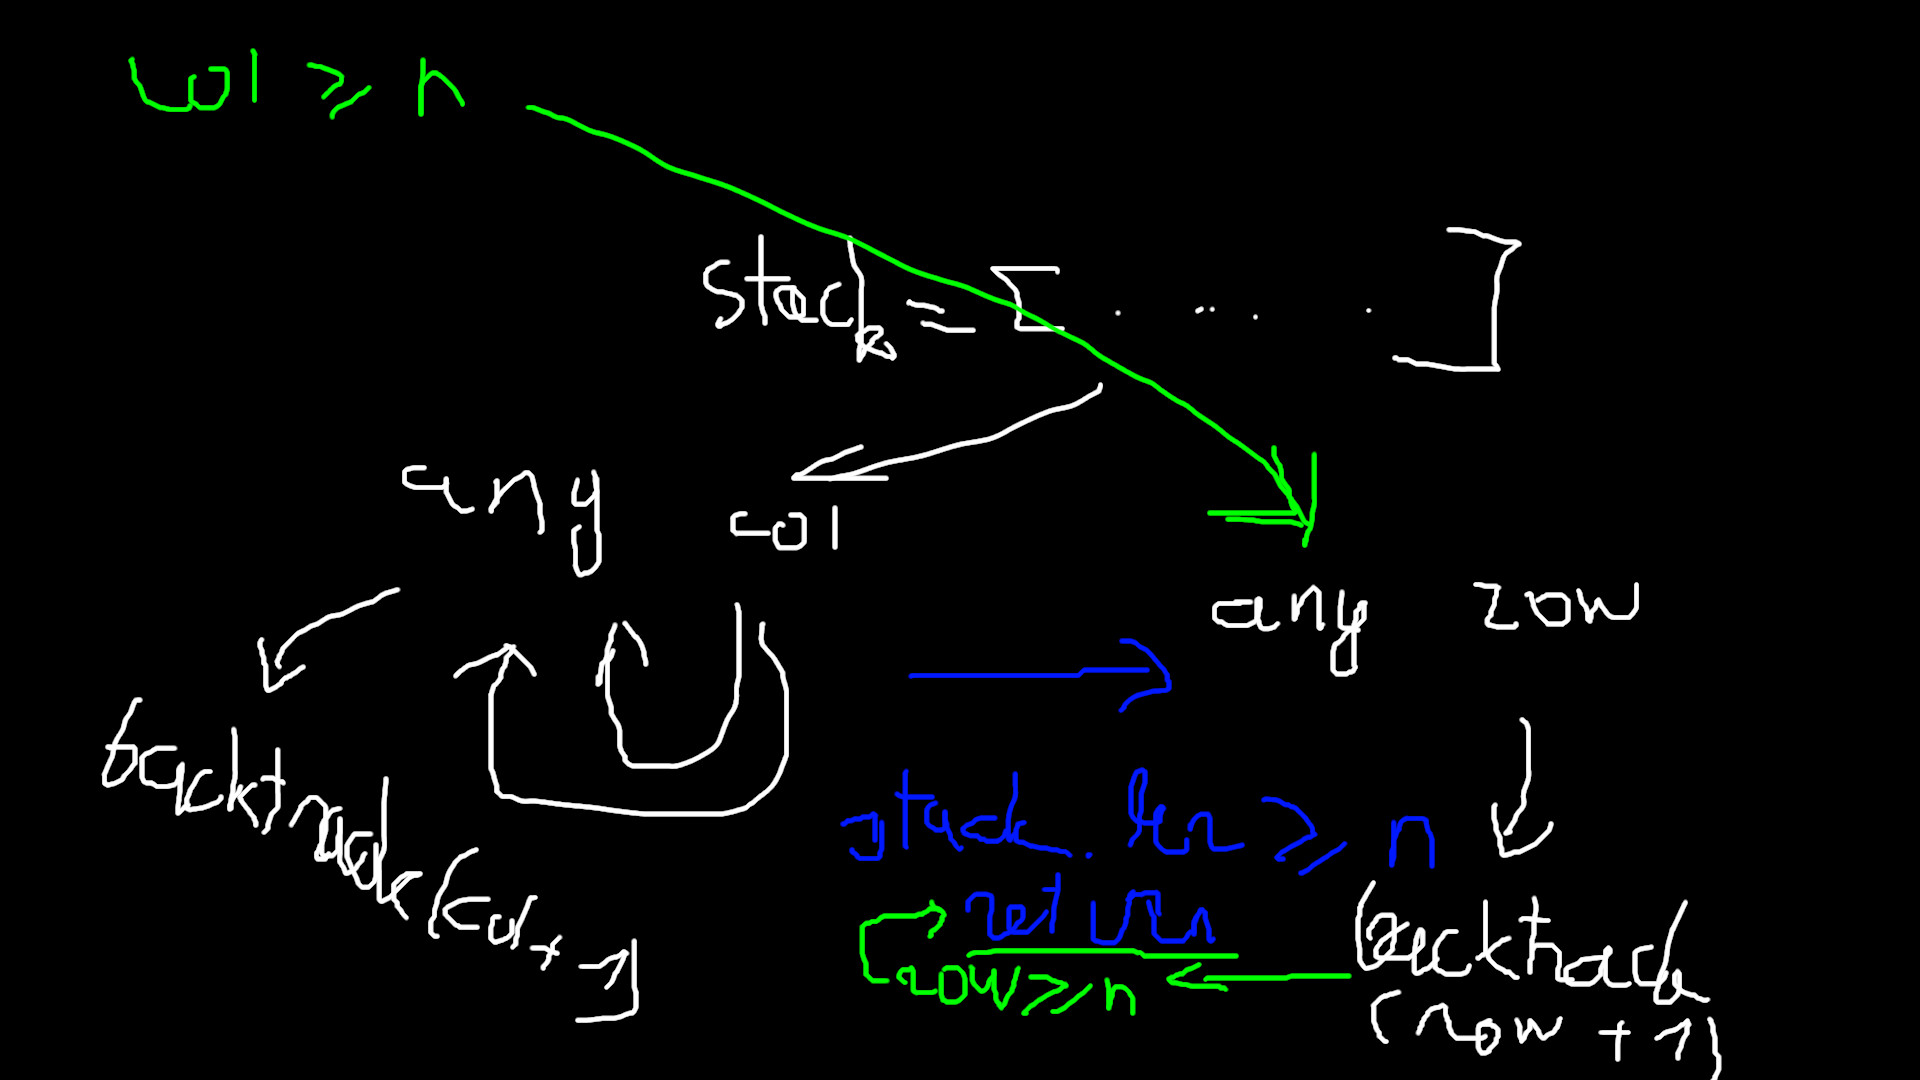 col ≥ n
stack = [ . .. . . ]
any col
any row
backtrack(col + 1)
stack.len ≥ n
return
row ≥ n
backtrack
(row + 1)